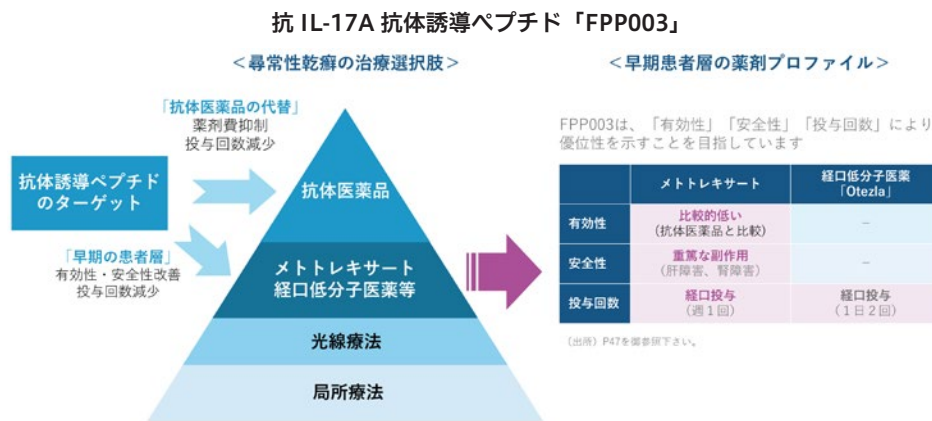 抗 IL-17A 抗体誘導ペプチド「FPP003」
＜尋常性乾癬の治療選択肢＞
「抗体医薬品の代替」
薬剤費抑制
投与回数減少
抗体誘導ペプチド
のターゲット
「早期の患者層」
有効性・安全性改善
投与回数減少
抗体医薬品
メトトレキサート
経口低分子医薬等
光線療法
局所療法
＜早期患者層の薬剤プロファイル＞
FPP003は、「有効性」「安全性」「投与回数」により
優位性を示すことを目指しています
メトトレキサート
経口低分子医薬
「Otezla」
有効性
比較的低い
(抗体医薬品と比較)
–
安全性
重篤な副作用
(肝障害、腎障害)
–
投与回数
経口投与
(週1回)
経口投与
(1日2回)
(出所) P47を御参照下さい。